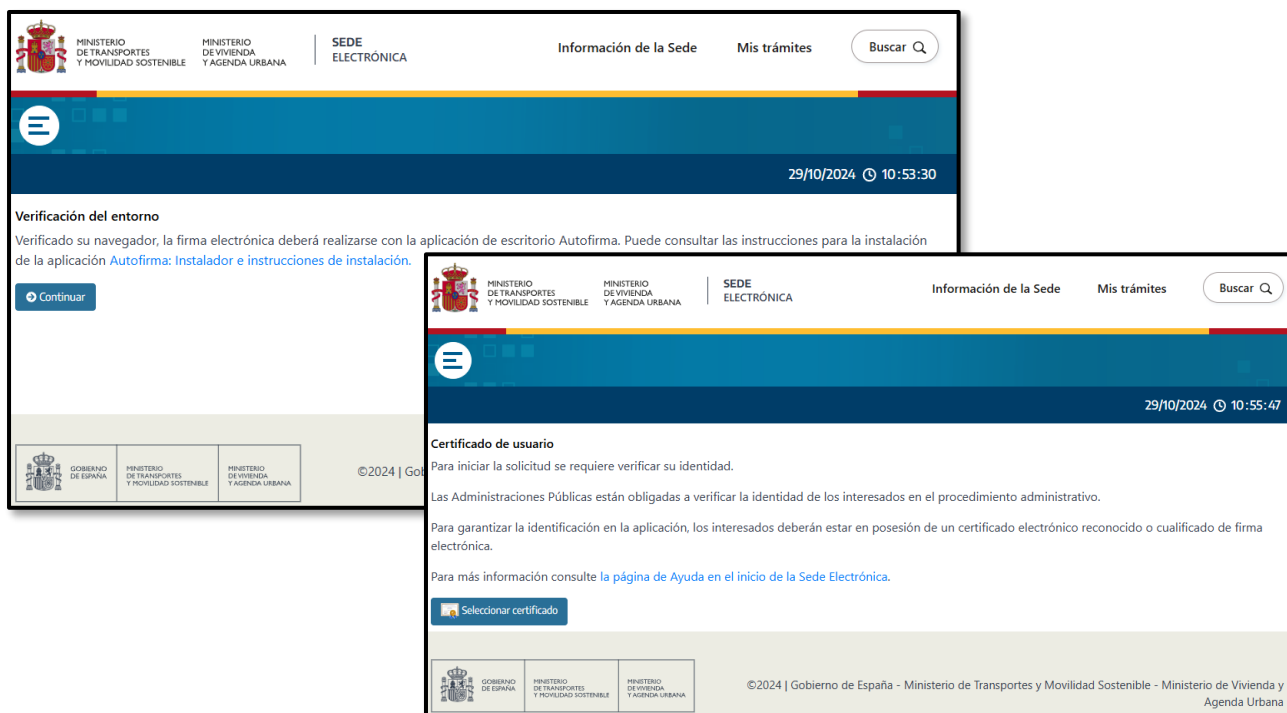 MINISTERIO
DE TRANSPORTES
Y MOVILIDAD SOSTENIBLE
MINISTERIO
DE VIVIENDA
Y AGENDA URBANA
SEDE
ELECTRÓNICA
Información de la Sede
Mis trámites
Buscar
29/10/2024 10:53:30
Verificación del entorno
Verificado su navegador, la firma electrónica deberá realizarse con la aplicación de escritorio Autofirma. Puede consultar las instrucciones para la instalación
de la aplicación Autofirma: Instalador e instrucciones de instalación.
Continuar
GOBIERNO
DE ESPAÑA
MINISTERIO
DE TRANSPORTES
Y MOVILIDAD SOSTENIBLE
MINISTERIO
DE VIVIENDA
Y AGENDA URBANA
©2024 | Gob
MINISTERIO
DE TRANSPORTES
Y MOVILIDAD SOSTENIBLE
MINISTERIO
DE VIVIENDA
Y AGENDA URBANA
SEDE
ELECTRÓNICA
Información de la Sede
Mis trámites
Buscar
29/10/2024 10:55:47
Certificado de usuario
Para iniciar la solicitud se requiere verificar su identidad.
Las Administraciones Públicas están obligadas a verificar la identidad de los interesados en el procedimiento administrativo.
Para garantizar la identificación en la aplicación, los interesados deberán estar en posesión de un certificado electrónico reconocido o cualificado de firma
electrónica.
Para más información consulte la página de Ayuda en el inicio de la Sede Electrónica.
Seleccionar certificado
GOBIERNO
DE ESPAÑA
MINISTERIO
DE TRANSPORTES
Y MOVILIDAD SOSTENIBLE
MINISTERIO
DE VIVIENDA
Y AGENDA URBANA
©2024 | Gobierno de España - Ministerio de Transportes y Movilidad Sostenible - Ministerio de Vivienda y
Agenda Urbana